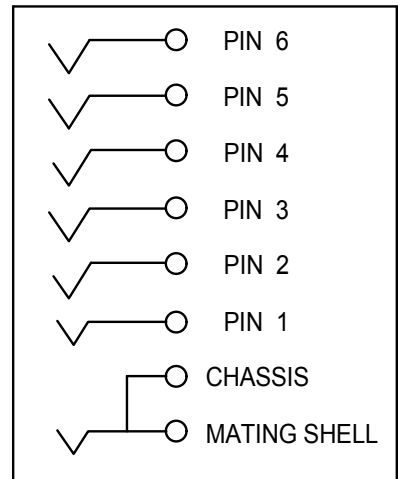 PIN 6
PIN 5
PIN 4
PIN 3
PIN 2
PIN 1
CHASSIS
MATING SHELL